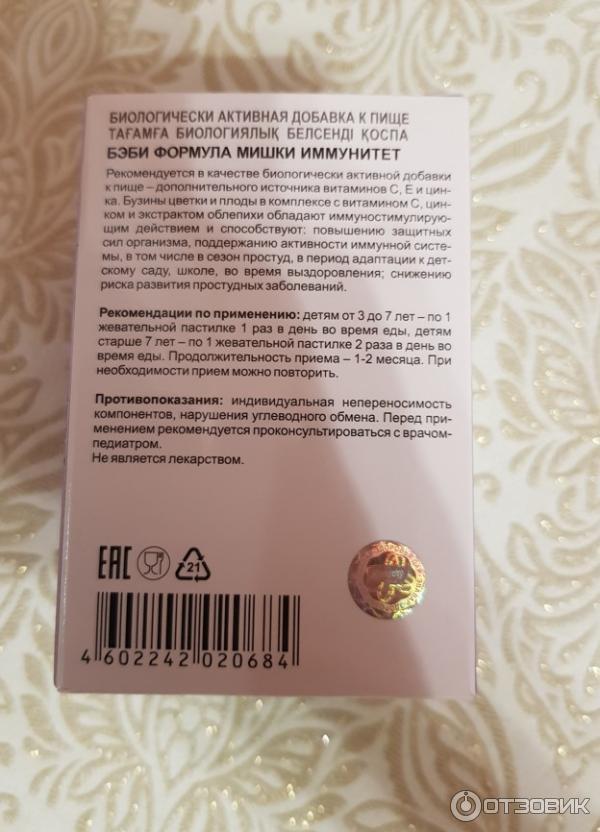 БИОЛОГИЧЕСКИ АКТИВНАЯ ДОБАВКА К ПИЩЕ
ТАҒАМҒА БИОЛОГИЯЛЫҚ БЕЛСЕНДІ ҚОСПА
БЭБИ ФОРМУЛА МИШКИ ИММУНИТЕТ
Рекомендуется в качестве биологически активной добавки
к пище – дополнительного источника витаминов С, Е и цин-
ка. Бузины цветки и плоды в комплексе с витамином С, цин-
ком и экстрактом облепихи обладают иммуностимулирую-
щим действием и способствуют: повышению защитных
сил организма, поддержанию активности иммунной систе-
мы, в том числе в сезон простуд, в период адаптации к дет-
скому саду, школе, во время выздоровления; снижению
риска развития простудных заболеваний.
Рекомендации по применению: детям от 3 до 7 лет – по 1
жевательной пастилке 1 раз в день во время еды, детям
старше 7 лет – по 1 жевательной пастилке 2 раза в день во
время еды. Продолжительность приема – 1-2 месяца. При
необходимости прием можно повторить.
Противопоказания: индивидуальная непереносимость
компонентов, нарушения углеводного обмена. Перед при-
менением рекомендуется проконсультироваться с врачом-
педиатром.
Не является лекарством.
ЕАС
21
4 602242 020684
ОТЗОВИК